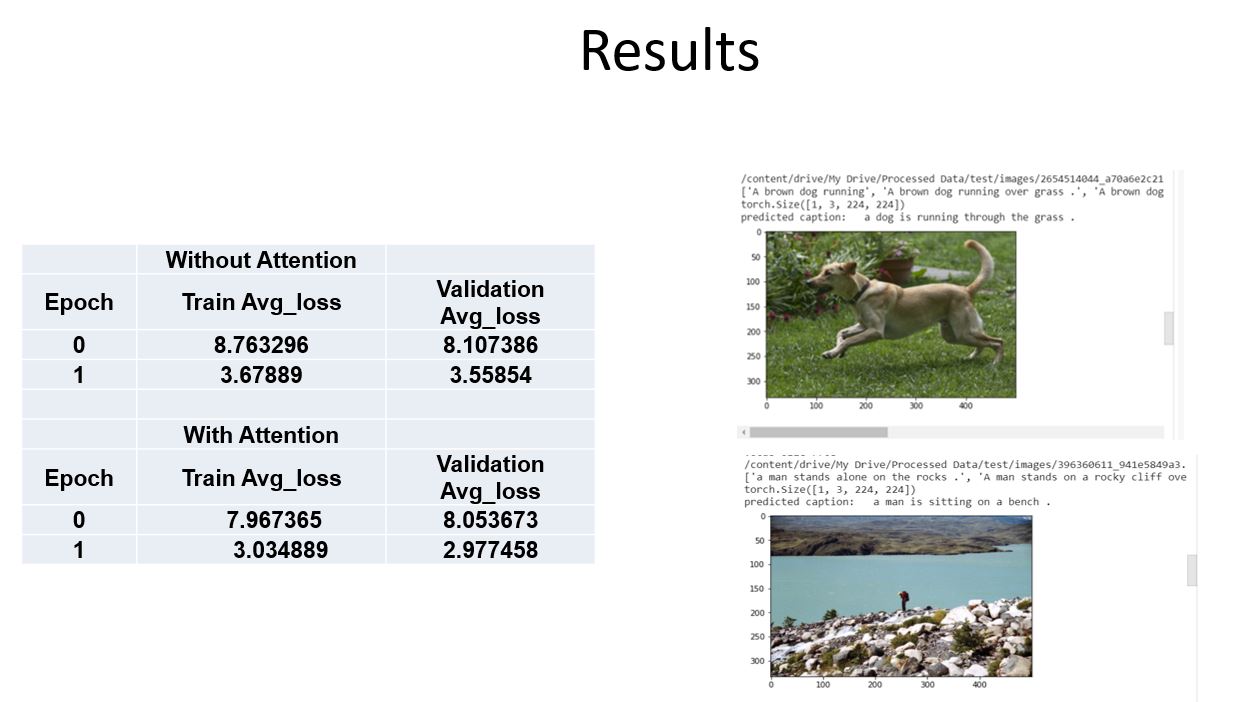 Results
Without Attention
Epoch Train Avg_loss Validation Avg_loss
0 8.763296 8.107386
1 3.67889 3.55854
With Attention
Epoch Train Avg_loss Validation Avg_loss
0 7.967365 8.053673
1 3.034889 2.977458
/content/drive/My Drive/Processed Data/test/images/2654514044_a70a6e2c21
['A brown dog running', 'A brown dog running over grass .', 'A brown dog
torch.Size([1, 3, 224, 224])
predicted caption: a dog is running through the grass .
0
50
100
150
200
250
300
0 100 200 300 400
/content/drive/My Drive/Processed Data/test/images/396360611_941e5849a3.
['a man stands alone on the rocks .', 'A man stands on a rocky cliff ove
torch.Size([1, 3, 224, 224])
predicted caption: a man is sitting on a bench .
0
50
100
150
200
250
300
0 100 200 300 400